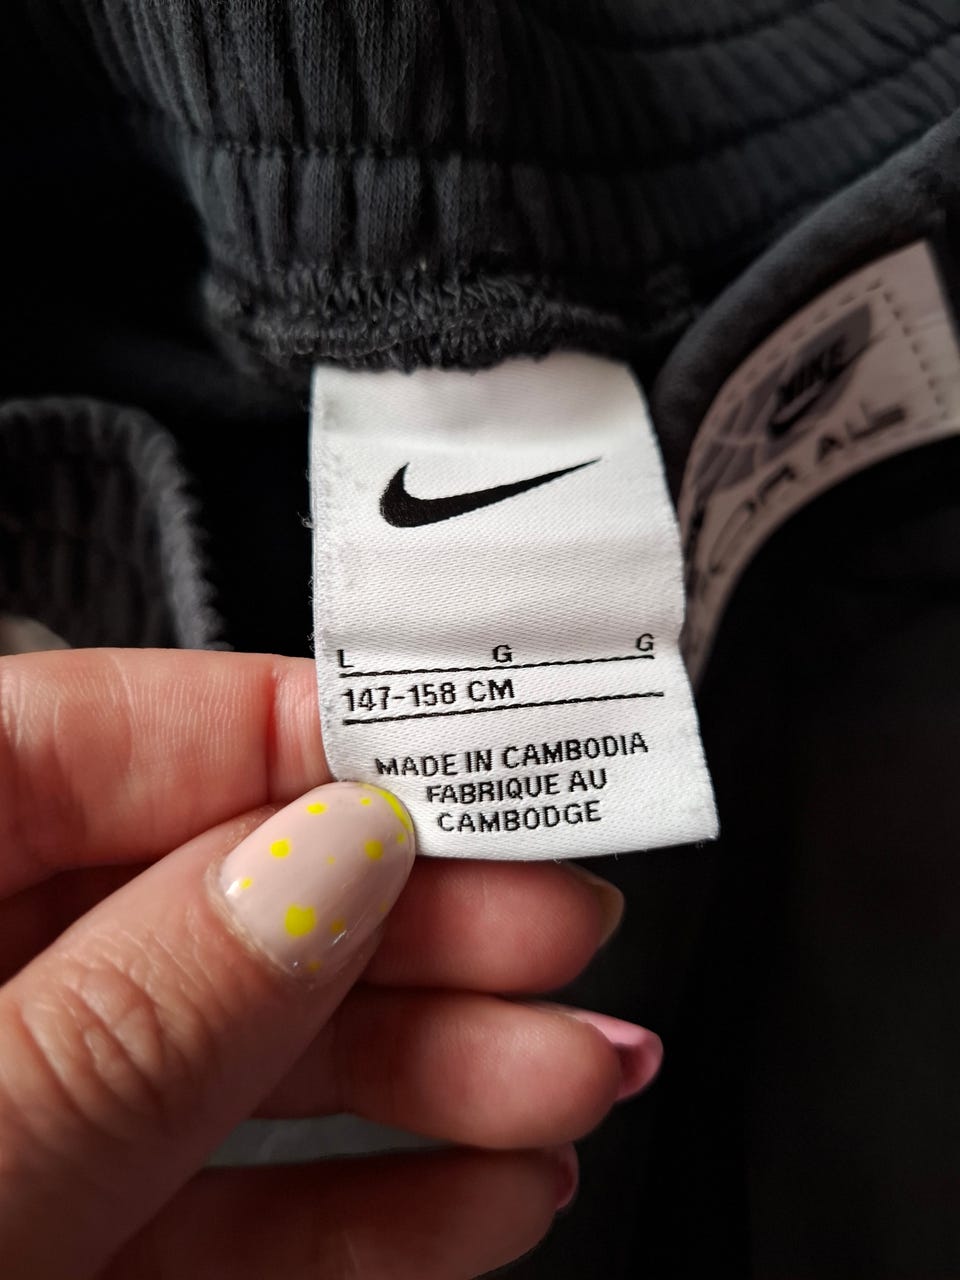 L G G
147-158 CM
MADE IN CAMBODIA
FABRIQUE AU
CAMBODGE
NIKE